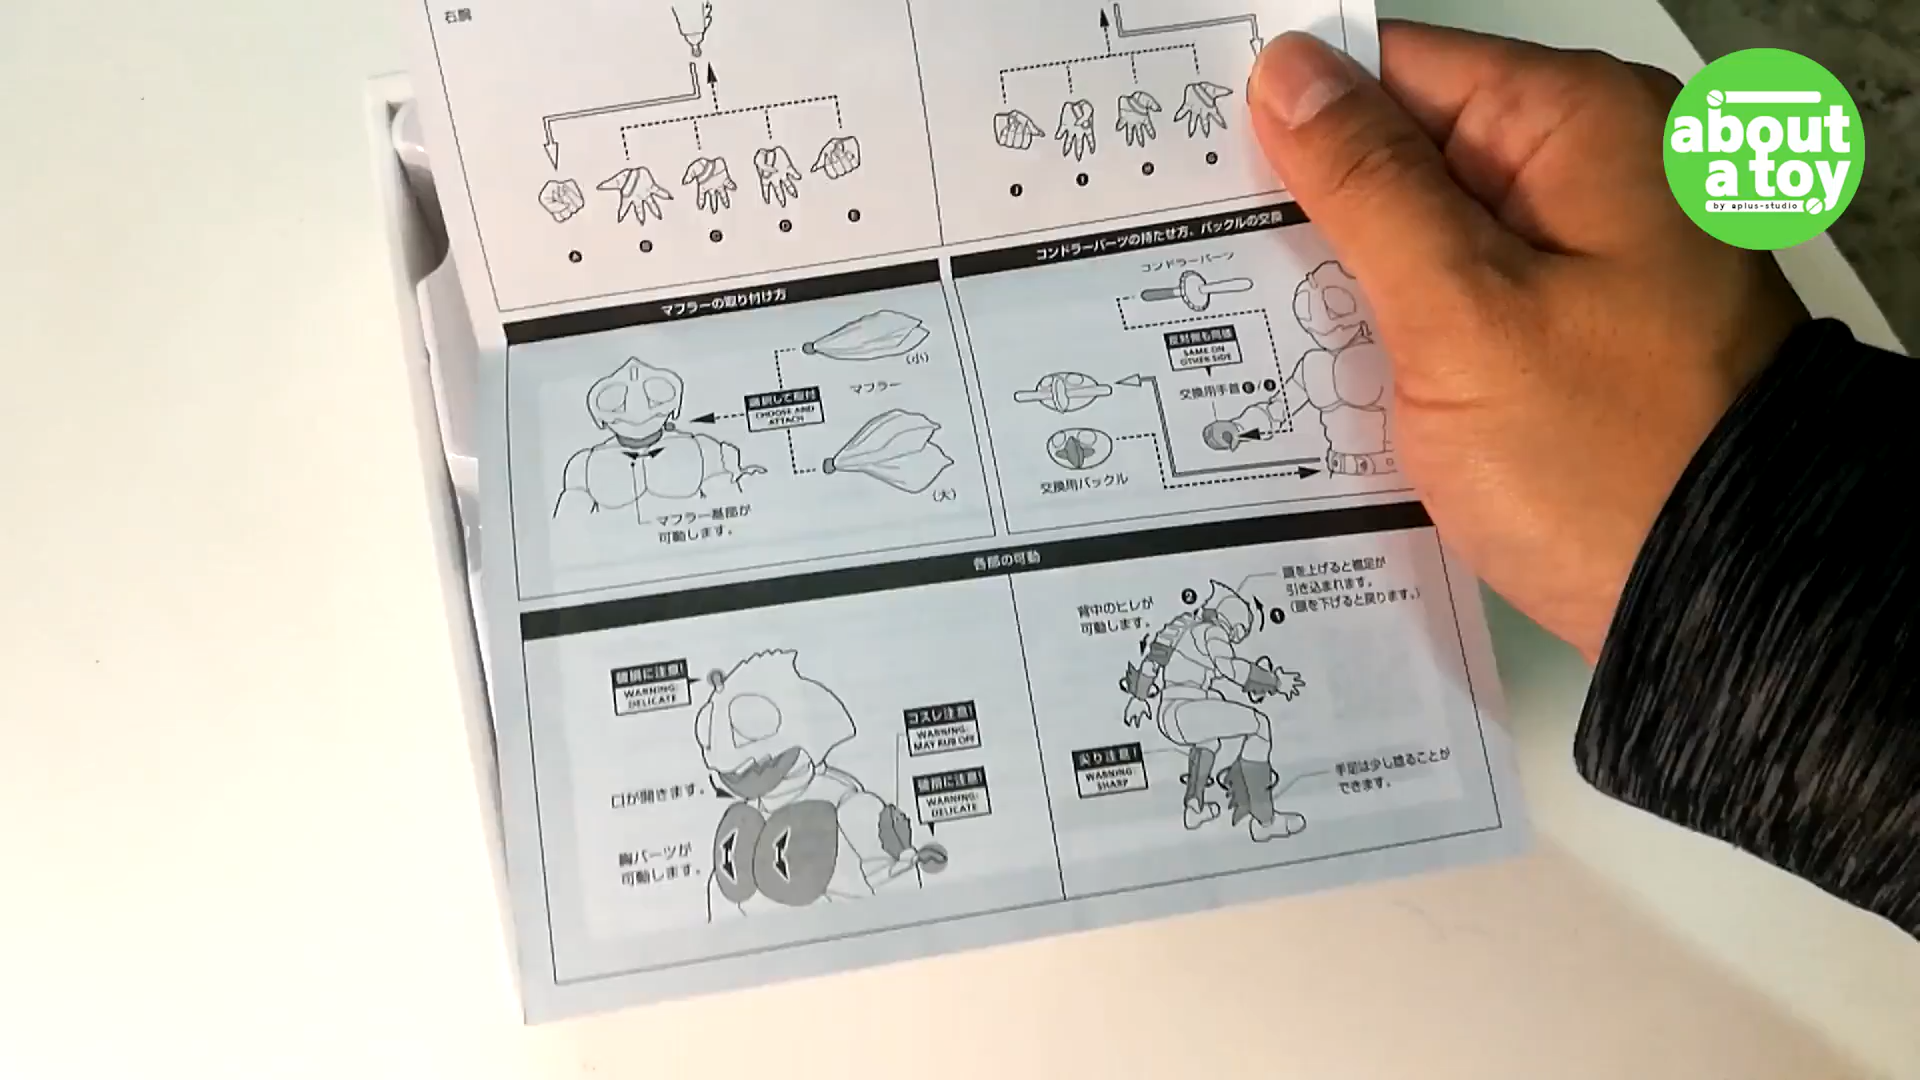 右腕
A
B
C
D
E
J
I
H
G
マフラーの取り付け方
(小)
マフラー
選択して取付
CHOOSE AND
ATTACH
(大)
マフラー基部が
可動します。
コンドラーパーツの持たせ方、バックルの交換
コンドラーパーツ
反対側も同様
SAME ON
OTHER SIDE
交換用手首
交換用バックル
各部の可動
破損に注意!
WARNING:
DELICATE
口が開きます。
胸パーツが
可動します。
コスレ注意!
WARNING:
MAY RUB OFF
破損に注意!
WARNING:
DELICATE
背中のヒレが
可動します。
2
1
頭を上げると襟足が
引き込まれます。
(頭を下げると戻ります。)
尖り注意!
WARNING:
SHARP
手足は少し捻ることが
できます。
about
a toy
by aplus-studio